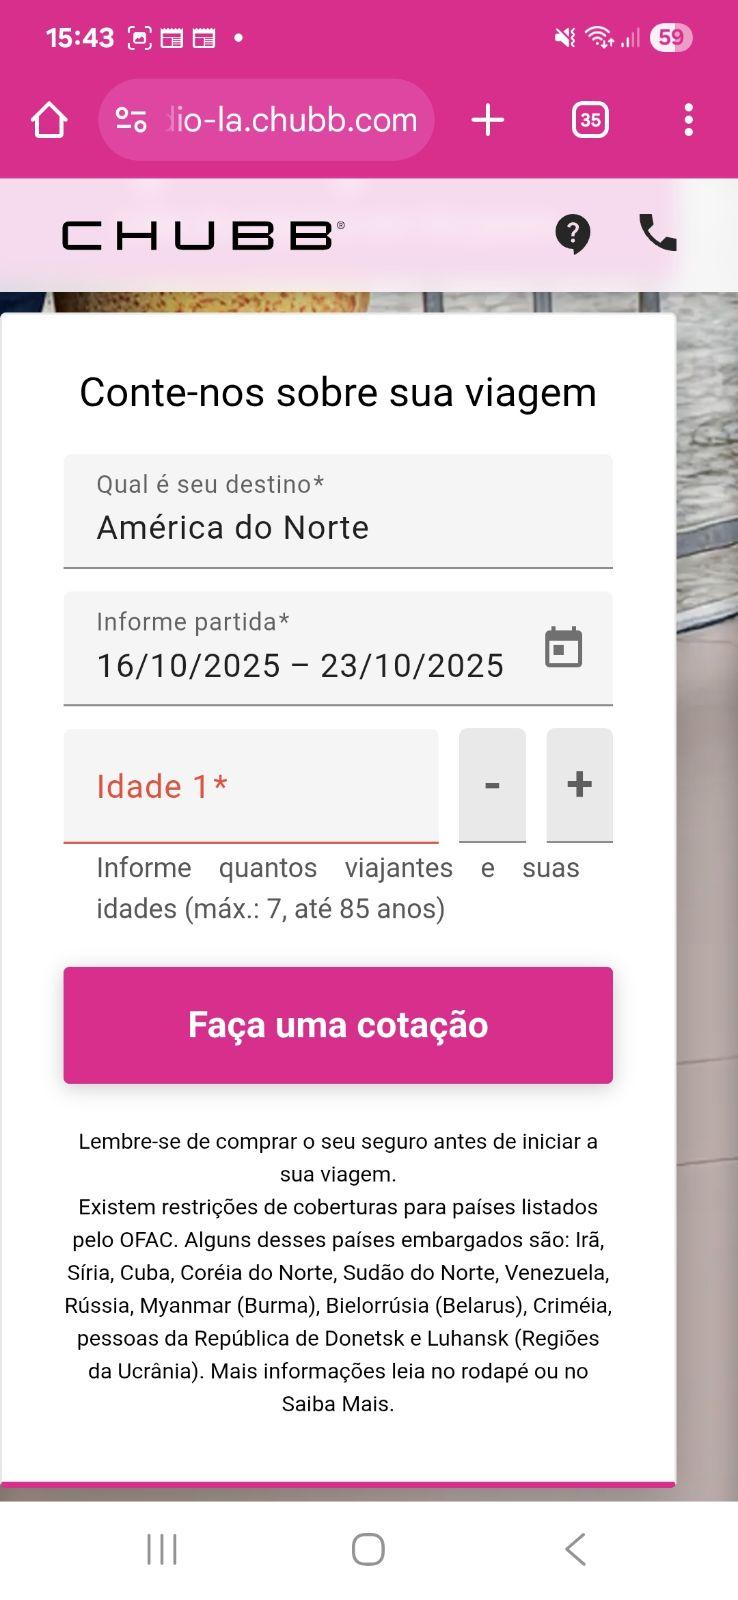 15:43
59
io-la.chubb.com
35
CHUBB®
Conte-nos sobre sua viagem
Qual é seu destino*
América do Norte
Informe partida*
16/10/2025 – 23/10/2025
Idade 1*
-
+
Informe quantos viajantes e suas
idades (máx.: 7, até 85 anos)
Faça uma cotação
Lembre-se de comprar o seu seguro antes de iniciar a
sua viagem.
Existem restrições de coberturas para países listados
pelo OFAC. Alguns desses países embargados são: Irã,
Síria, Cuba, Coréia do Norte, Sudão do Norte, Venezuela,
Rússia, Myanmar (Burma), Bielorrúsia (Belarus), Criméia,
pessoas da República de Donetsk e Luhansk (Regiões
da Ucrânia). Mais informações leia no rodapé ou no
Saiba Mais.